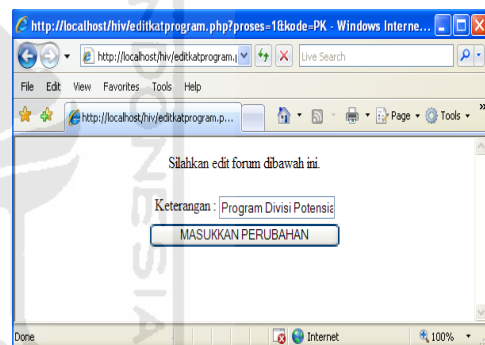 http://localhost/hiv/editkatprogram.php?proses=1&kode=PK - Windows Interne...
http://localhost/hiv/editkatprogram.p
Live Search
File Edit View Favorites Tools Help
http://localhost/hiv/editkatprogram.p...
Page
Tools
»
Silahkan edit forum dibawah ini.
Keterangan : Program Divisi Potensia
MASUKKAN PERUBAHAN
Done
Internet
100%
NDONESIA